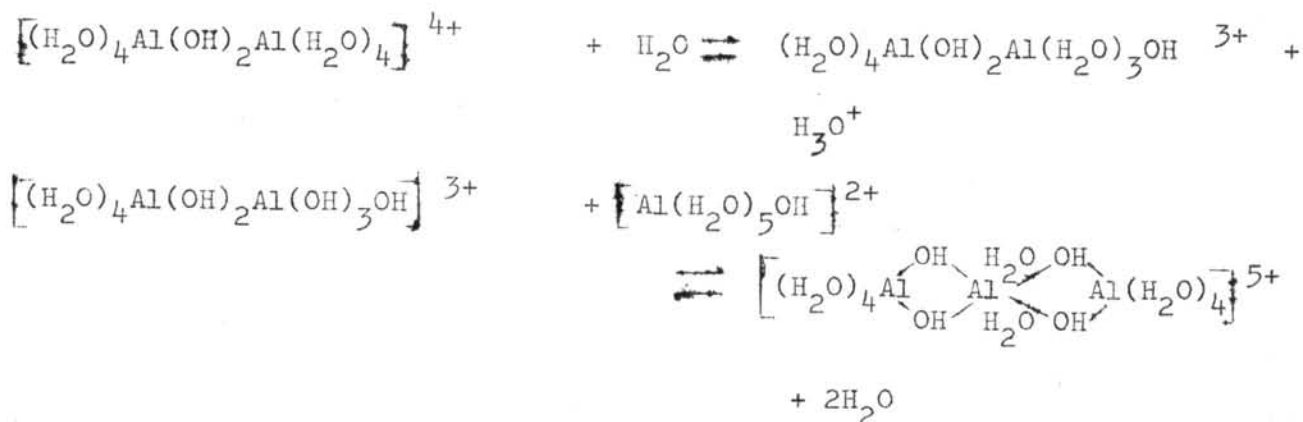 [(H₂O)₄Al(OH)₂Al(H₂O)₄]⁴⁺ + H₂O ⇌ (H₂O)₄Al(OH)₂Al(H₂O)₃OH ³⁺ +
H₃O⁺
[(H₂O)₄Al(OH)₂Al(OH)₃OH]³⁺ + [Al(H₂O)₅OH]²⁺
OH H₂O OH
⇌ [(H₂O)₄Al Al Al(H₂O)₄]⁵⁺
OH H₂O OH
+ 2H₂O